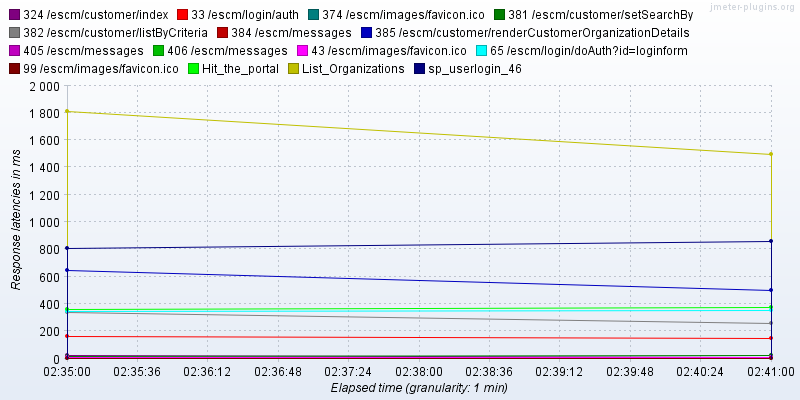 jmeter-plugins.org
324 /escm/customer/index 33 /escm/login/auth 374 /escm/images/favicon.ico 381 /escm/customer/setSearchBy
382 /escm/customer/listByCriteria 384 /escm/messages 385 /escm/customer/renderCustomerOrganizationDetails
405 /escm/messages 406 /escm/messages 43 /escm/images/favicon.ico 65 /escm/login/doAuth?id=loginform
99 /escm/images/favicon.ico Hit_the_portal List_Organizations sp_userlogin_46
2 000
1 800
1 600
1 400
1 200
1 000
800
600
400
200
0
Response latencies in ms
02:35:00 02:35:36 02:36:12 02:36:48 02:37:24 02:38:00 02:38:36 02:39:12 02:39:48 02:40:24 02:41:00
Elapsed time (granularity: 1 min)